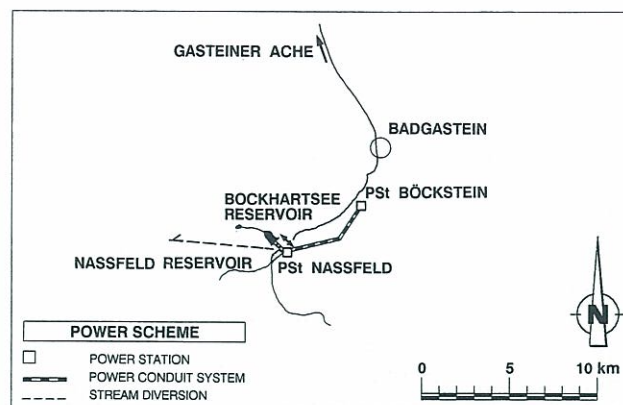 GASTEINER ACHE
BADGASTEIN
PSt BÖCKSTEIN
BOCKHARTSEE
RESERVOIR
NASSFELD RESERVOIR
PSt NASSFELD
POWER SCHEME
POWER STATION
POWER CONDUIT SYSTEM
STREAM DIVERSION
N
0 5 10 km